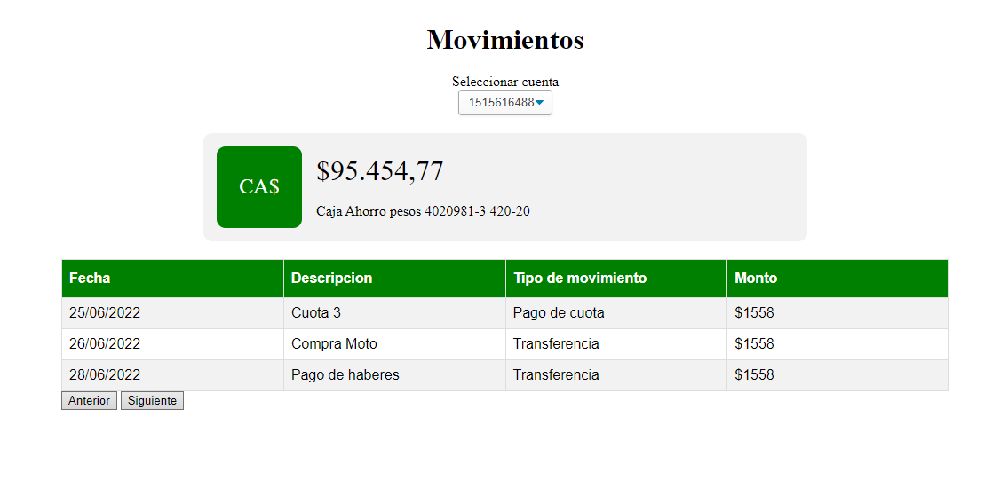 Movimientos
Seleccionar cuenta
1515616488
CA$
$95.454,77
Caja Ahorro pesos 4020981-3 420-20
Fecha Descripcion Tipo de movimiento Monto
25/06/2022 Cuota 3 Pago de cuota $1558
26/06/2022 Compra Moto Transferencia $1558
28/06/2022 Pago de haberes Transferencia $1558
Anterior Siguiente